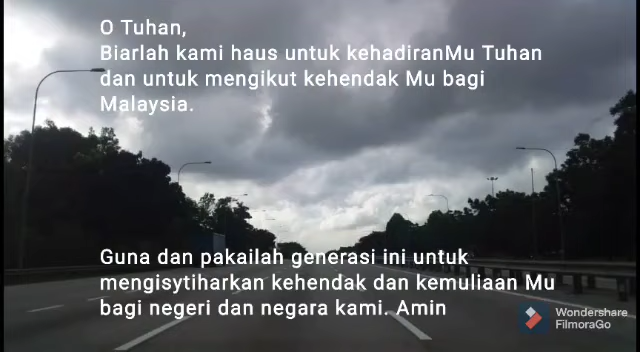 O Tuhan,
Biarlah kami haus untuk kehadiranMu Tuhan
dan untuk mengikut kehendak Mu bagi
Malaysia.
Guna dan pakailah generasi ini untuk
mengisytiharkan kehendak dan kemuliaan Mu
bagi negeri dan negara kami. Amin
Wondershare
FilmoraGo